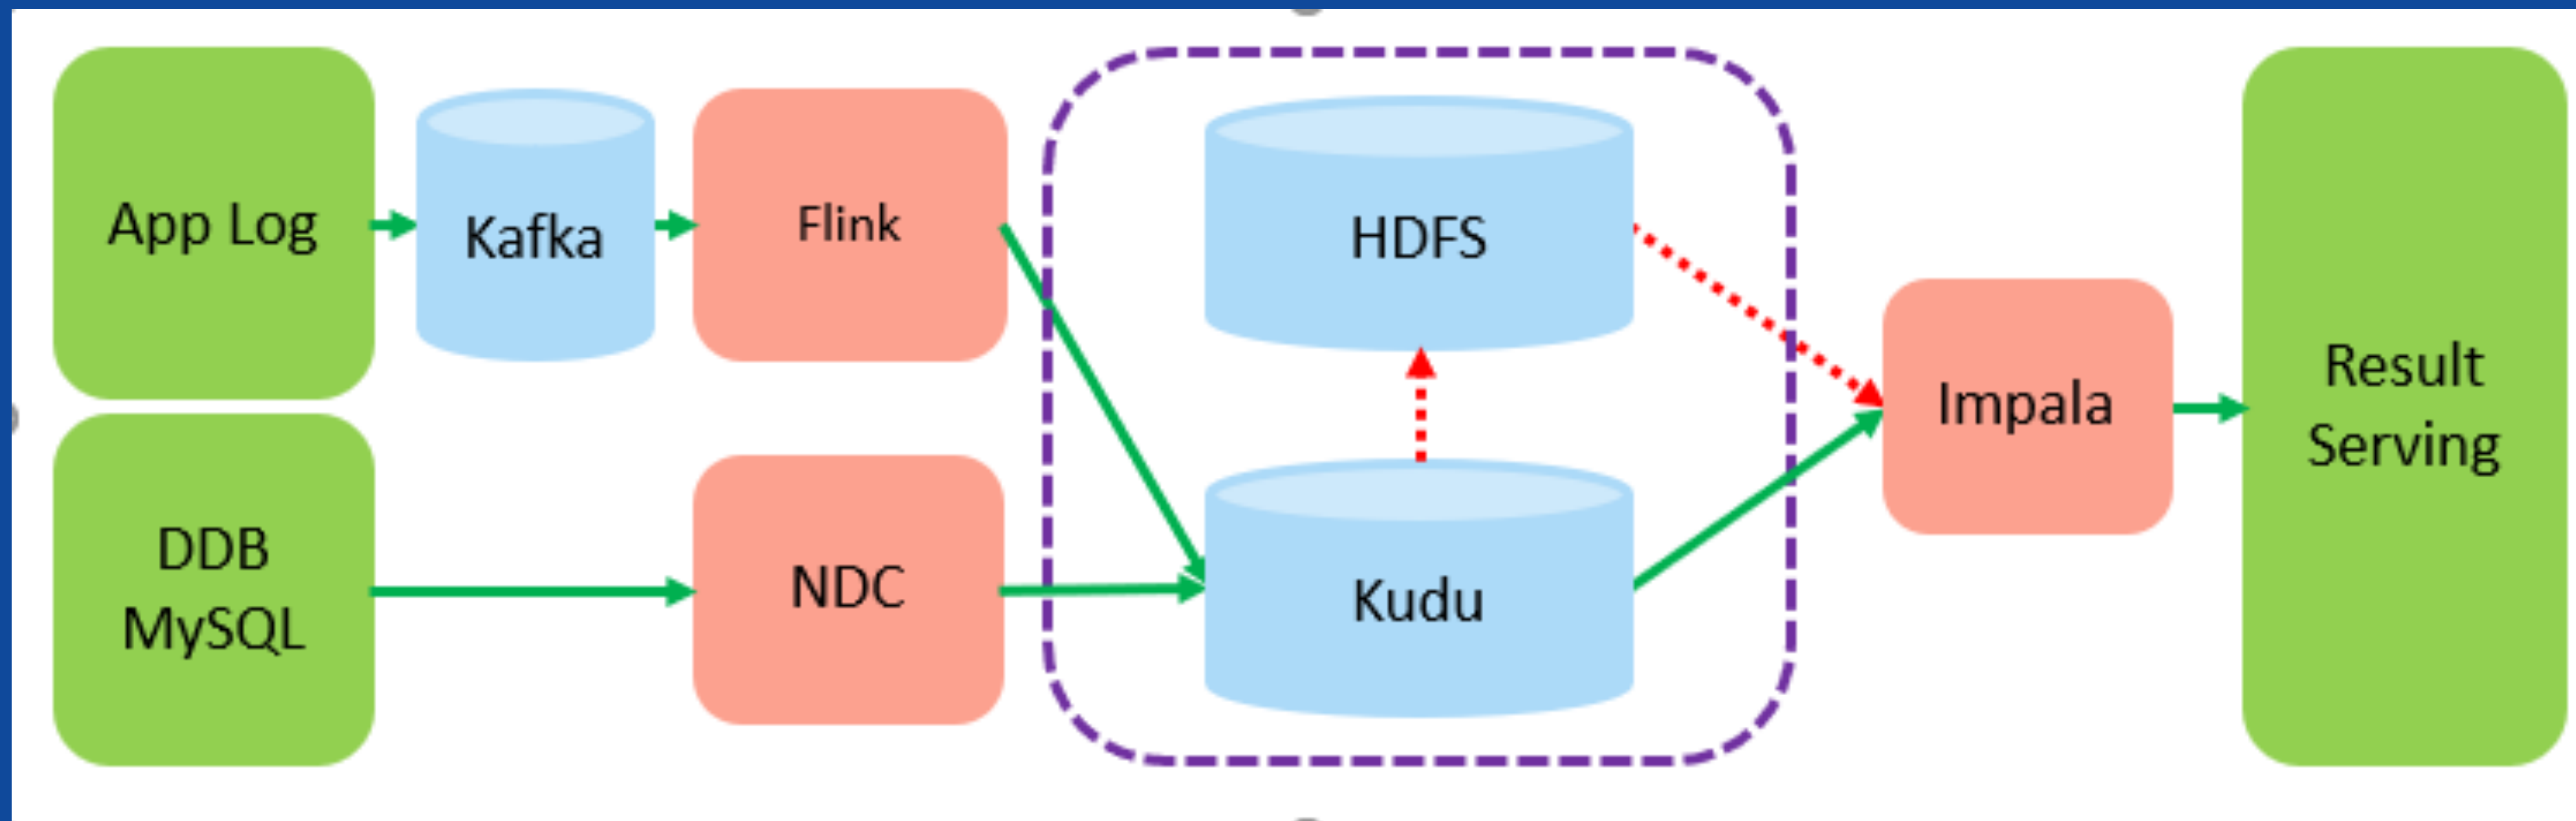 App Log
Kafka
Flink
HDFS
DDB
MySQL
NDC
Kudu
Impala
Result
Serving